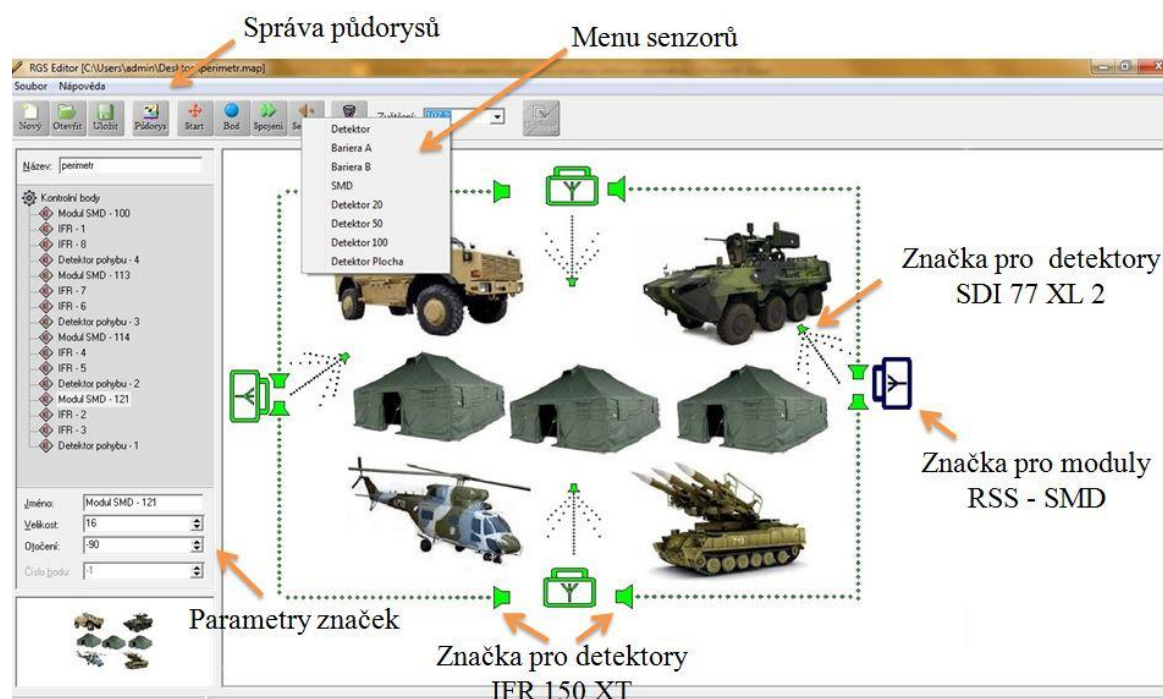 Správa půdorysů
Menu senzorů
RGS Editor [C:\Users\admin\Desktop\perimetr.map]
Soubor Nápověda
Nový Otevřít Uložit Půdorys Start Bod Spojení
107 %
Detektor
Bariera A
Bariera B
SMD
Detektor 20
Detektor 50
Detektor 100
Detektor Plocha
Název: perimetr
Kontrolní body
Modul SMD - 100
IFR - 1
IFR - 8
Detektor pohybu - 4
Modul SMD - 113
IFR - 7
IFR - 6
Detektor pohybu - 3
Modul SMD - 114
IFR - 4
IFR - 5
Detektor pohybu - 2
Modul SMD - 121
IFR - 2
IFR - 3
Detektor pohybu - 1
Značka pro detektory
SDI 77 XL 2
Značka pro moduly
RSS - SMD
Jméno: Modul SMD - 121
Velikost: 16
Otočení: -90
Číslo bodu: -1
Parametry značek
Značka pro detektory
IFR 150 XT